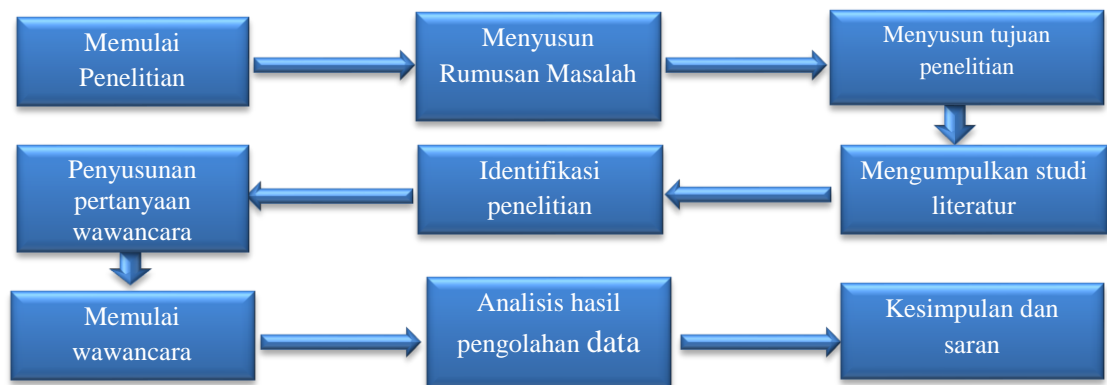 Memulai
Penelitian
Menyusun
Rumusan Masalah
Menyusun tujuan
penelitian
Mengumpulkan studi
literatur
Identifikasi
penelitian
Penyusunan
pertanyaan
wawancara
Memulai
wawancara
Analisis hasil
pengolahan data
Kesimpulan dan
saran